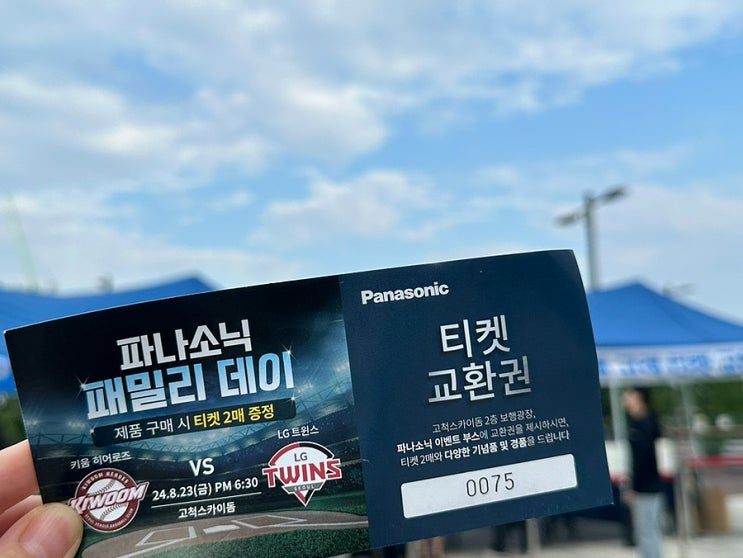 파나소닉
패밀리 데이
제품 구매 시 티켓 2매 증정
키움 히어로즈
KIWOOM HEROES
KIWOOM
VS
24.8.23(금) PM 6:30
고척스카이돔
LG 트윈스
LG
TWINS
SEOUL
Panasonic
티켓
교환권
고척스카이돔 2층 보행광장,
파나소닉 이벤트 부스에 교환권을 제시하시면,
티켓 2매와 다양한 기념품 및 경품을 드립니다
0075